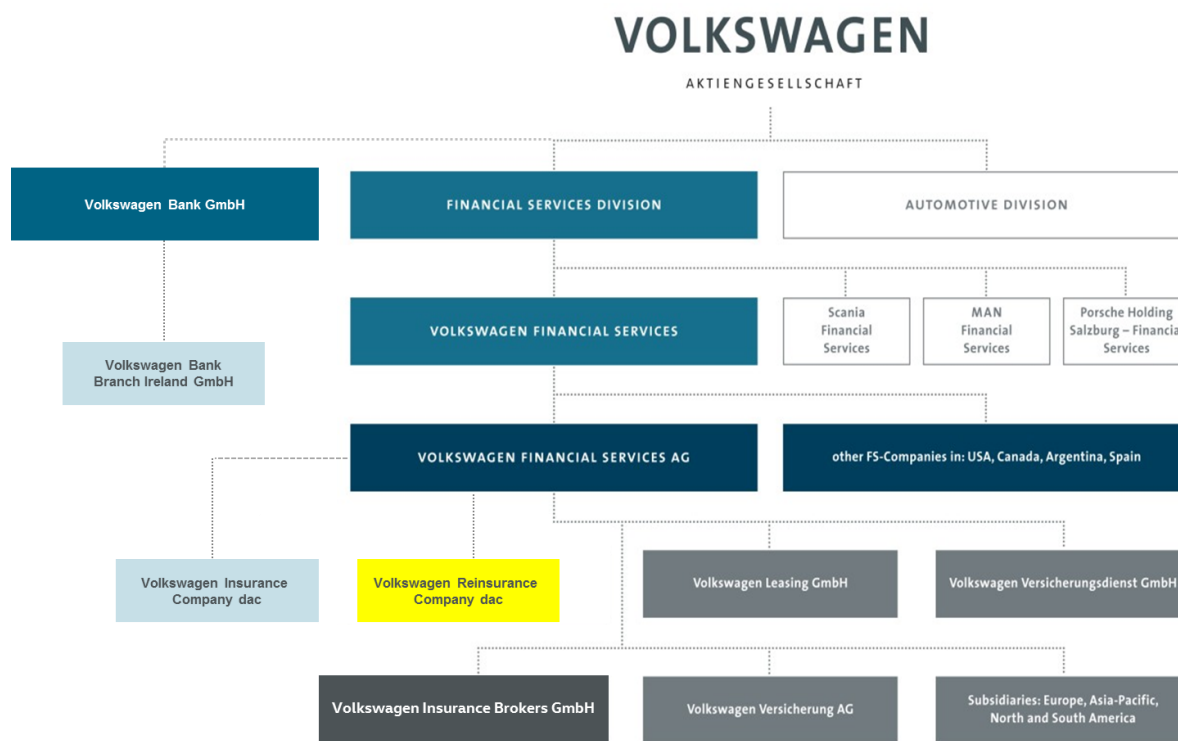 VOLKSWAGEN
AKTIENGESELLSCHAFT
Volkswagen Bank GmbH
FINANCIAL SERVICES DIVISION
AUTOMOTIVE DIVISION
VOLKSWAGEN FINANCIAL SERVICES
Scania
Financial
Services
MAN
Financial
Services
Porsche Holding
Salzburg – Financial
Services
Volkswagen Bank
Branch Ireland GmbH
VOLKSWAGEN FINANCIAL SERVICES AG
other FS-Companies in: USA, Canada, Argentina, Spain
Volkswagen Insurance
Company dac
Volkswagen Reinsurance
Company dac
Volkswagen Leasing GmbH
Volkswagen Versicherungsdienst GmbH
Volkswagen Insurance Brokers GmbH
Volkswagen Versicherung AG
Subsidiaries: Europe, Asia-Pacific,
North and South America